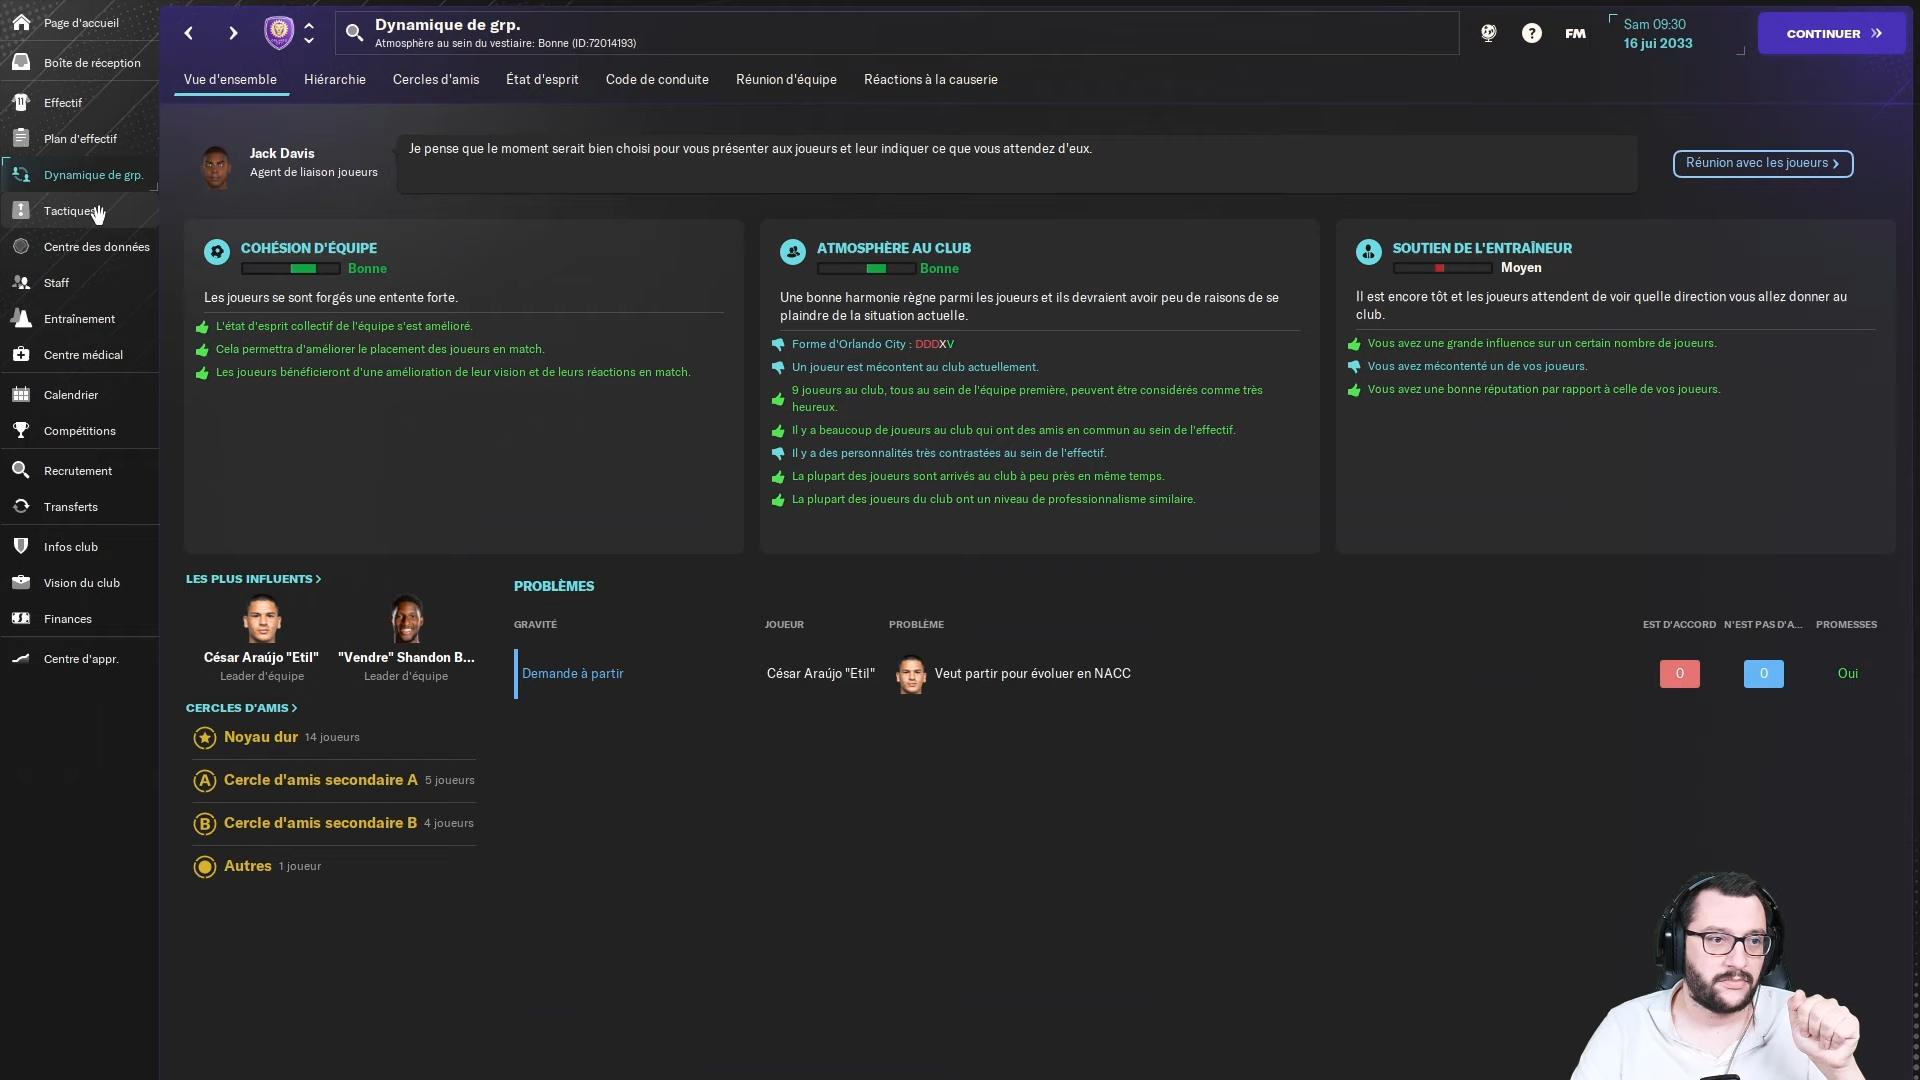 Page d'accueil
Boîte de réception
Effectif
Plan d'effectif
Dynamique de grp.
Tactiques
Centre des données
Staff
Entraînement
Centre médical
Calendrier
Compétitions
Recrutement
Transferts
Infos club
Vision du club
Finances
Centre d'appr.
Dynamique de grp.
Atmosphère au sein du vestiaire: Bonne (ID:72014193)
FM
Sam 09:30
16 jui 2033
CONTINUER
Vue d'ensemble
Hiérarchie
Cercles d'amis
État d'esprit
Code de conduite
Réunion d'équipe
Réactions à la causerie
Jack Davis
Agent de liaison joueurs
Je pense que le moment serait bien choisi pour vous présenter aux joueurs et leur indiquer ce que vous attendez d'eux.
Réunion avec les joueurs
COHÉSION D'ÉQUIPE
Bonne
Les joueurs se sont forgés une entente forte.
L'état d'esprit collectif de l'équipe s'est amélioré.
Cela permettra d'améliorer le placement des joueurs en match.
Les joueurs bénéficieront d'une amélioration de leur vision et de leurs réactions en match.
ATMOSPHÈRE AU CLUB
Bonne
Une bonne harmonie règne parmi les joueurs et ils devraient avoir peu de raisons de se
plaindre de la situation actuelle.
Forme d'Orlando City : DDDXV
Un joueur est mécontent au club actuellement.
9 joueurs au club, tous au sein de l'équipe première, peuvent être considérés comme très
heureux.
Il y a beaucoup de joueurs au club qui ont des amis en commun au sein de l'effectif.
Il y a des personnalités très contrastées au sein de l'effectif.
La plupart des joueurs sont arrivés au club à peu près en même temps.
La plupart des joueurs du club ont un niveau de professionnalisme similaire.
SOUTIEN DE L'ENTRAÎNEUR
Moyen
Il est encore tôt et les joueurs attendent de voir quelle direction vous allez donner au
club.
Vous avez une grande influence sur un certain nombre de joueurs.
Vous avez mécontenté un de vos joueurs.
Vous avez une bonne réputation par rapport à celle de vos joueurs.
LES PLUS INFLUENTS
César Araújo "Etil"
Leader d'équipe
"Vendre" Shandon B...
Leader d'équipe
CERCLES D'AMIS
Noyau dur 14 joueurs
A Cercle d'amis secondaire A 5 joueurs
B Cercle d'amis secondaire B 4 joueurs
Autres 1 joueur
PROBLÈMES
GRAVITÉ JOUEUR PROBLÈME EST D'ACCORD N'EST PAS D'A... PROMESSES
Demande à partir César Araújo "Etil" Veut partir pour évoluer en NACC 0 0 Oui